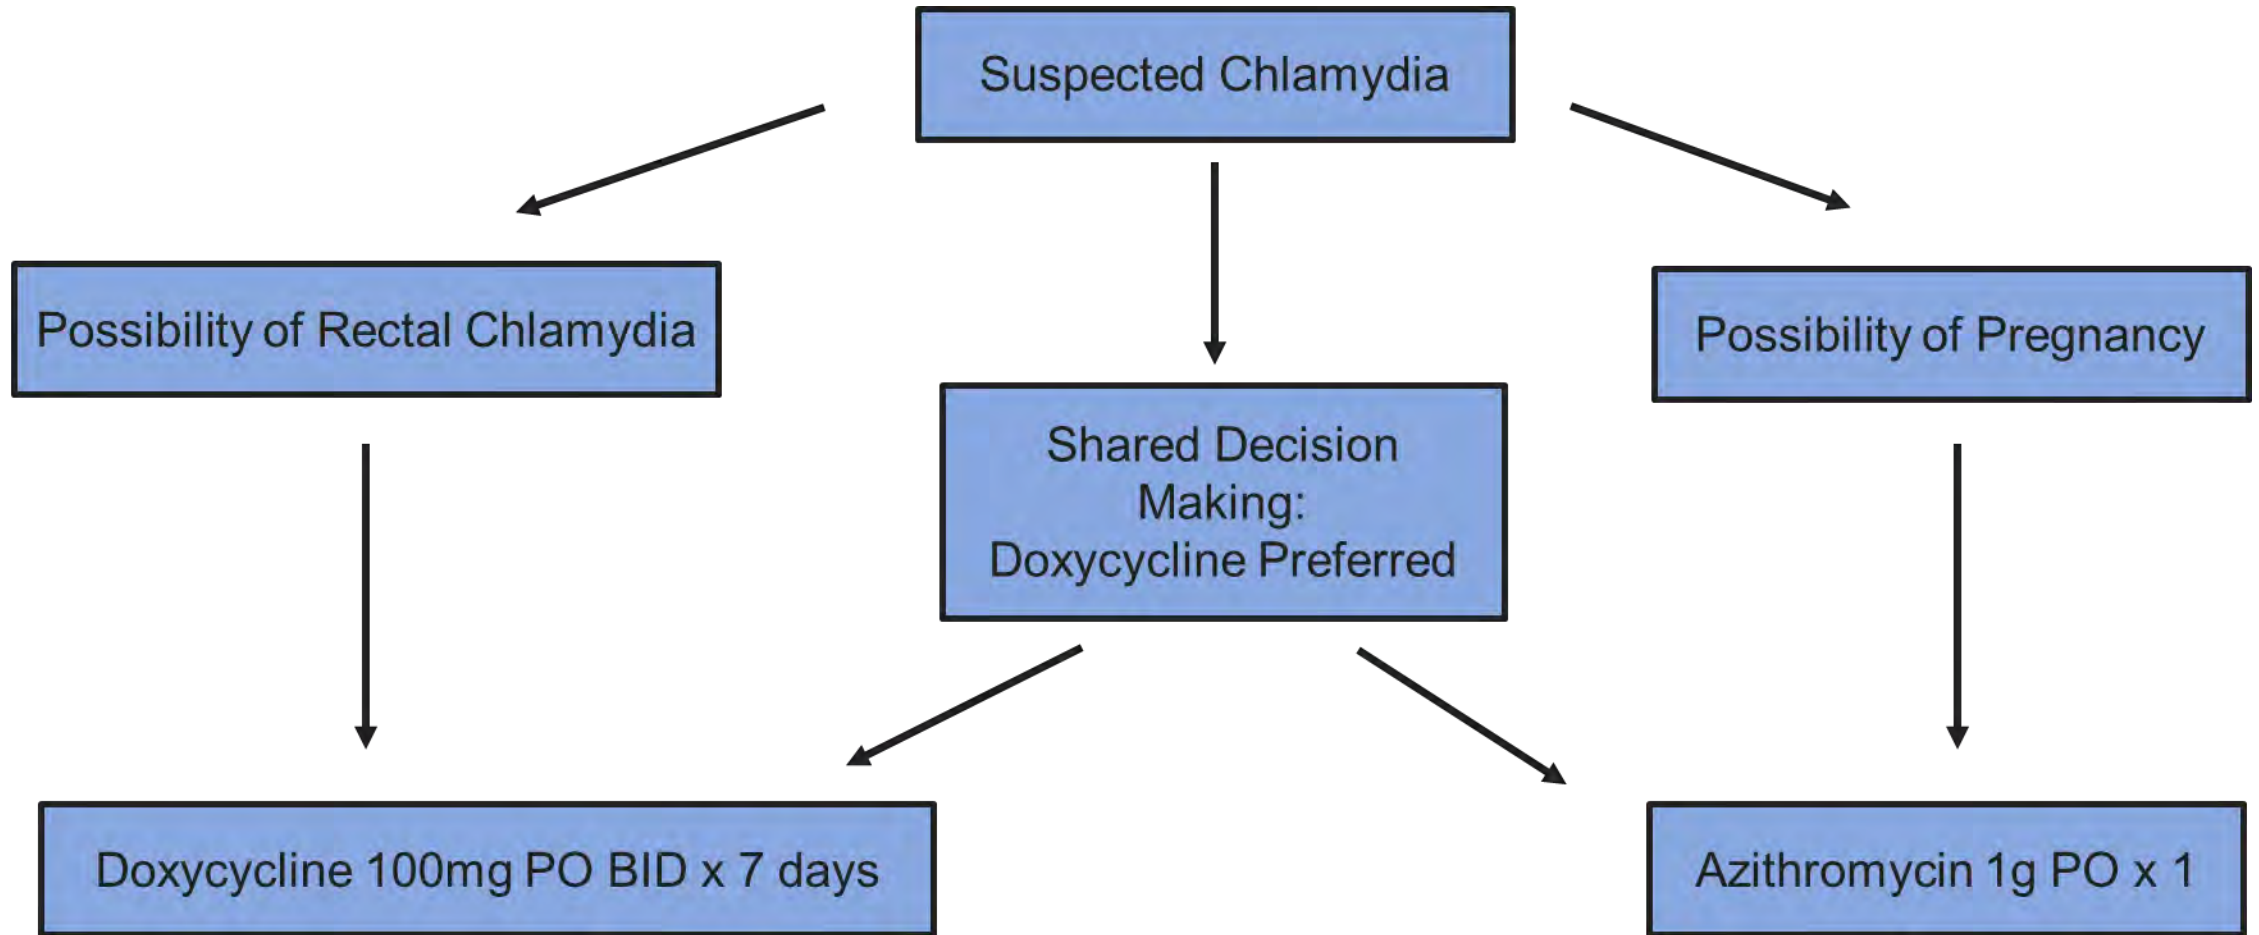 Suspected Chlamydia
Possibility of Rectal Chlamydia
Possibility of Pregnancy
Shared Decision
Making:
Doxycycline Preferred
Doxycycline 100mg PO BID x 7 days
Azithromycin 1g PO x 1